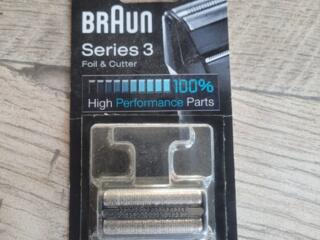 BRAUN
Series 3
Foil & Cutter
100%
High Performance Parts